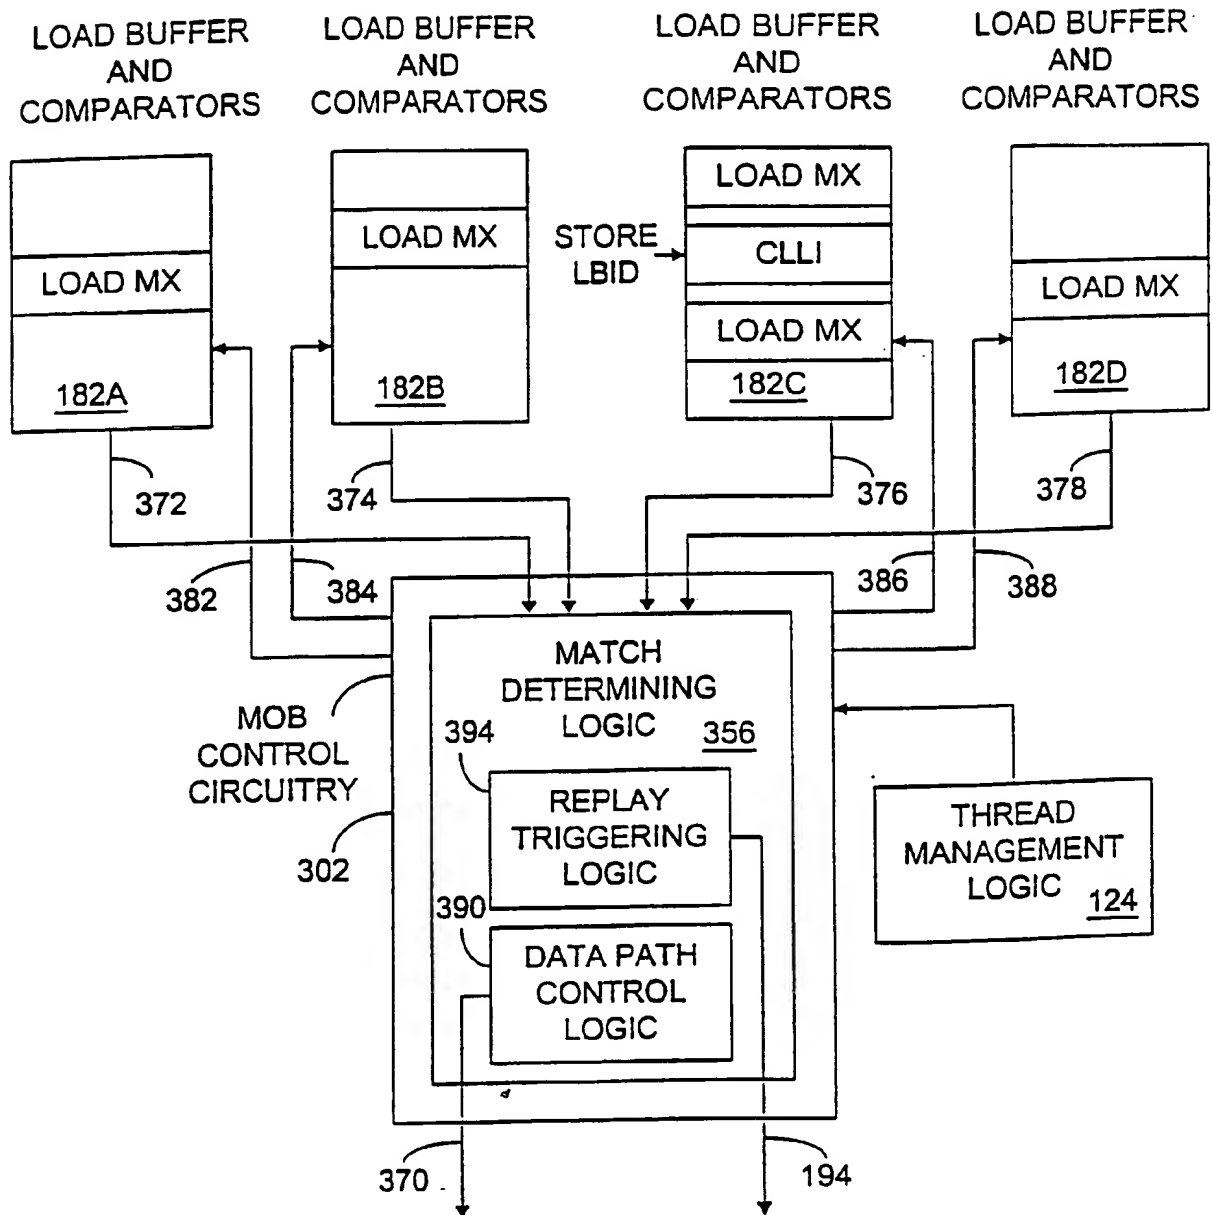 LOAD BUFFER
AND
COMPARATORS
LOAD BUFFER
AND
COMPARATORS
LOAD BUFFER
AND
COMPARATORS
LOAD BUFFER
AND
COMPARATORS
LOAD MX
182A
LOAD MX
182B
STORE
LBID
LOAD MX
CLLI
LOAD MX
182C
LOAD MX
182D
372
374
376
378
382
384
386
388
MOB
CONTROL
CIRCUITRY
302
MATCH
DETERMINING
LOGIC
356
394
REPLAY
TRIGGERING
LOGIC
390
DATA PATH
CONTROL
LOGIC
THREAD
MANAGEMENT
LOGIC
124
370
194